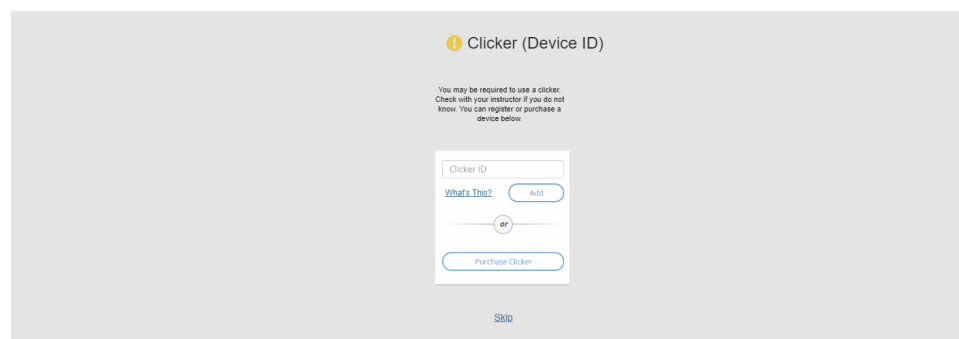 Clicker (Device ID)
You may be required to use a clicker.
Check with your instructor if you do not
know. You can register or purchase a
device below.
Clicker ID
What's This? Add
or
Purchase Clicker
Skip